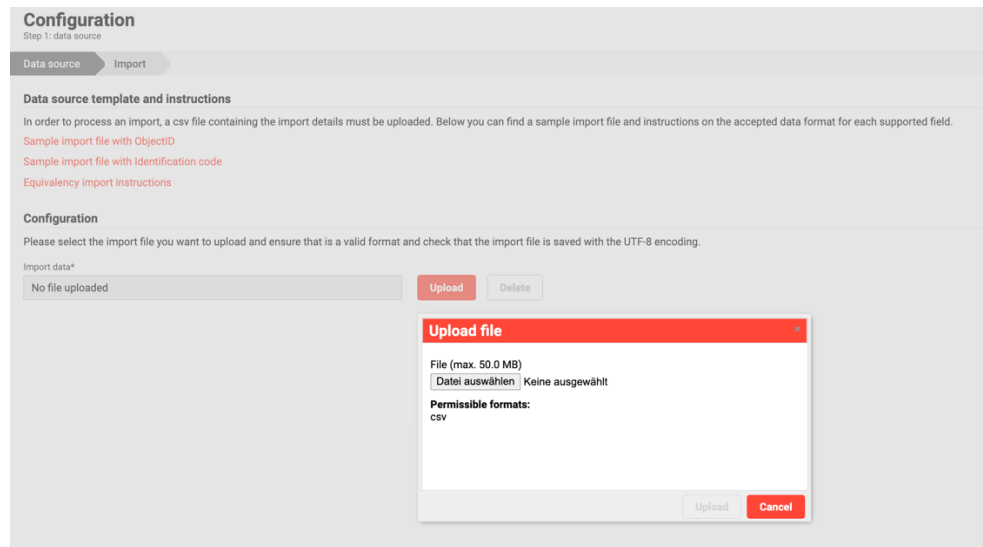 Configuration
Step 1: data source
Data source
Import
Data source template and instructions
In order to process an import, a csv file containing the import details must be uploaded. Below you can find a sample import file and instructions on the accepted data format for each supported field.
Sample import file with ObjectID
Sample import file with Identification code
Equivalency import instructions
Configuration
Please select the import file you want to upload and ensure that is a valid format and check that the import file is saved with the UTF-8 encoding.
Import data*
No file uploaded
Upload
Delete
Upload file
×
File (max. 50.0 MB)
Datei auswählen Keine ausgewählt
Permissible formats:
csv
Upload
Cancel